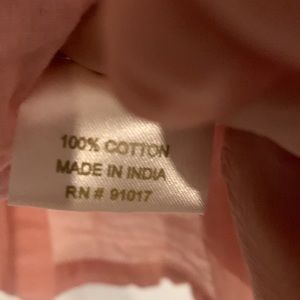 100% COTTON
MADE IN INDIA
RN # 91017